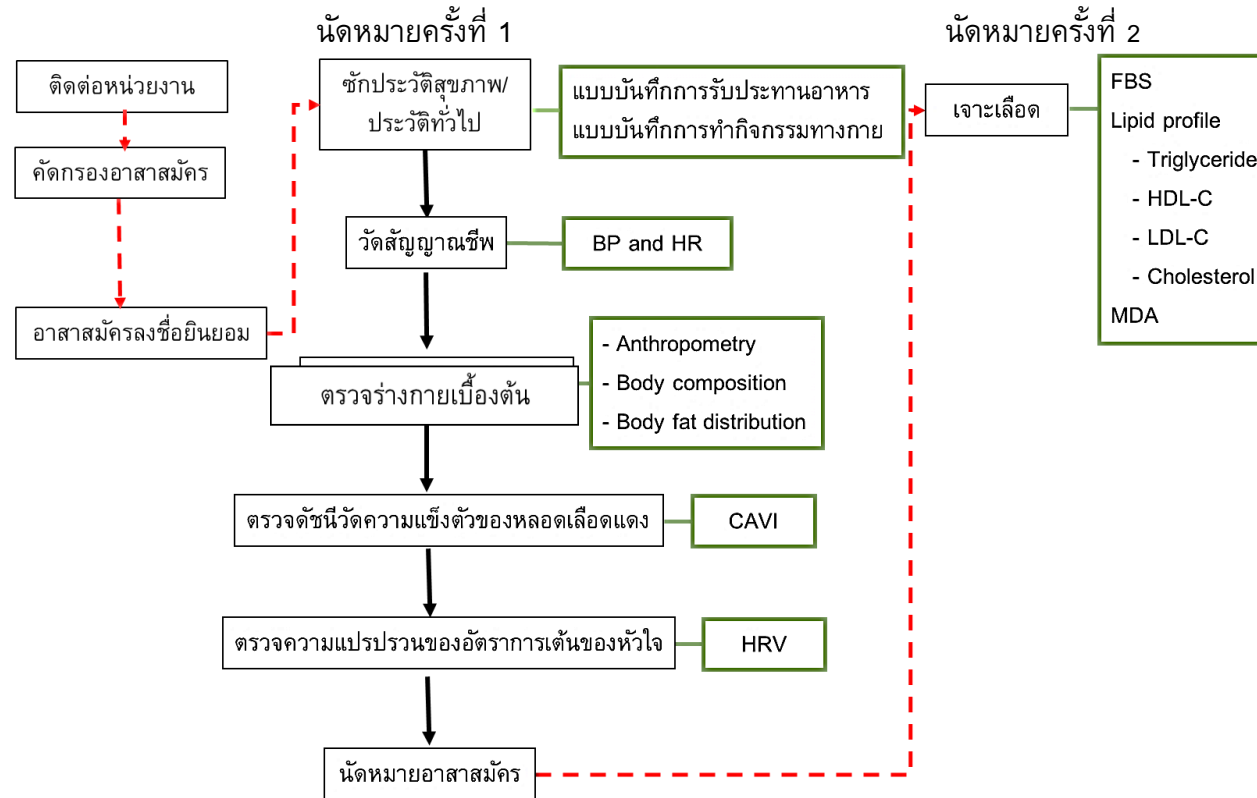 นัดหมายครั้งที่ 1
นัดหมายครั้งที่ 2
ติดต่อหน่วยงาน
คัดกรองอาสาสมัคร
อาสาสมัครลงชื่อยินยอม
ซักประวัติสุขภาพ/
ประวัติทั่วไป
แบบบันทึกการรับประทานอาหาร
แบบบันทึกการทำกิจกรรมทางกาย
วัดสัญญาณชีพ
BP and HR
ตรวจร่างกายเบื้องต้น
- Anthropometry
- Body composition
- Body fat distribution
ตรวจดัชนีวัดความแข็งตัวของหลอดเลือดแดง
CAVI
ตรวจความแปรปรวนของอัตราการเต้นของหัวใจ
HRV
นัดหมายอาสาสมัคร
เจาะเลือด
FBS
Lipid profile
- Triglyceride
- HDL-C
- LDL-C
- Cholesterol
MDA